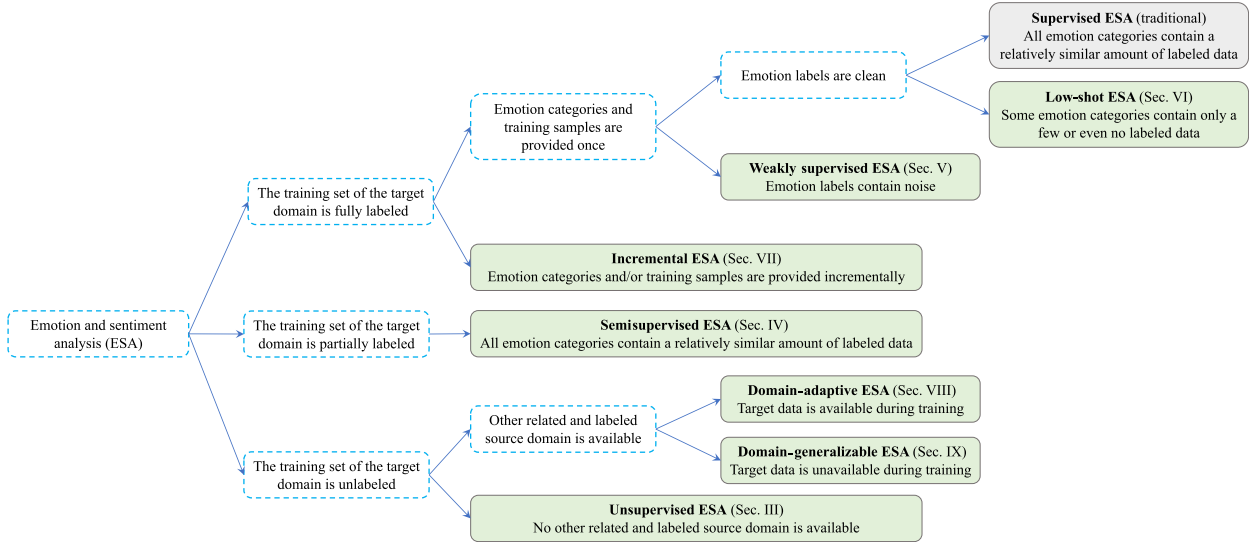 Supervised ESA (traditional)
All emotion categories contain a
relatively similar amount of labeled data
Emotion labels are clean
Low-shot ESA (Sec. VI)
Some emotion categories contain only a
few or even no labeled data
Emotion categories and
training samples are
provided once
Weakly supervised ESA (Sec. V)
Emotion labels contain noise
The training set of the target
domain is fully labeled
Incremental ESA (Sec. VII)
Emotion categories and/or training samples are provided incrementally
Emotion and sentiment
analysis (ESA)
The training set of the target
domain is partially labeled
Semisupervised ESA (Sec. IV)
All emotion categories contain a relatively similar amount of labeled data
Domain-adaptive ESA (Sec. VIII)
Target data is available during training
Other related and labeled
source domain is available
Domain-generalizable ESA (Sec. IX)
Target data is unavailable during training
The training set of the target
domain is unlabeled
Unsupervised ESA (Sec. III)
No other related and labeled source domain is available